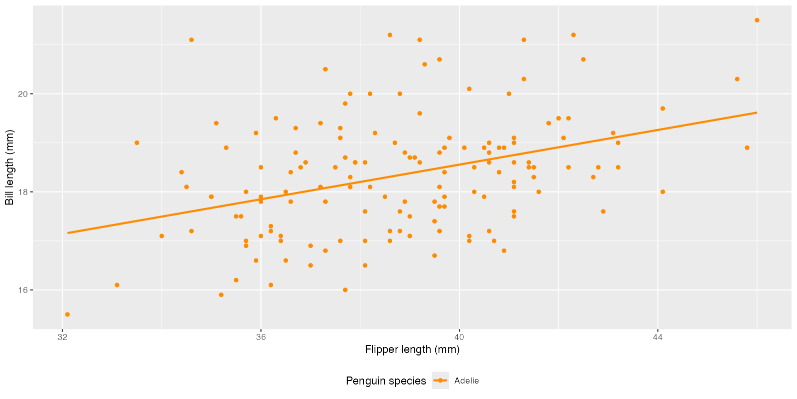 Bill length (mm)
20
18
16
32
36
40
44
Flipper length (mm)
Penguin species
Adelie